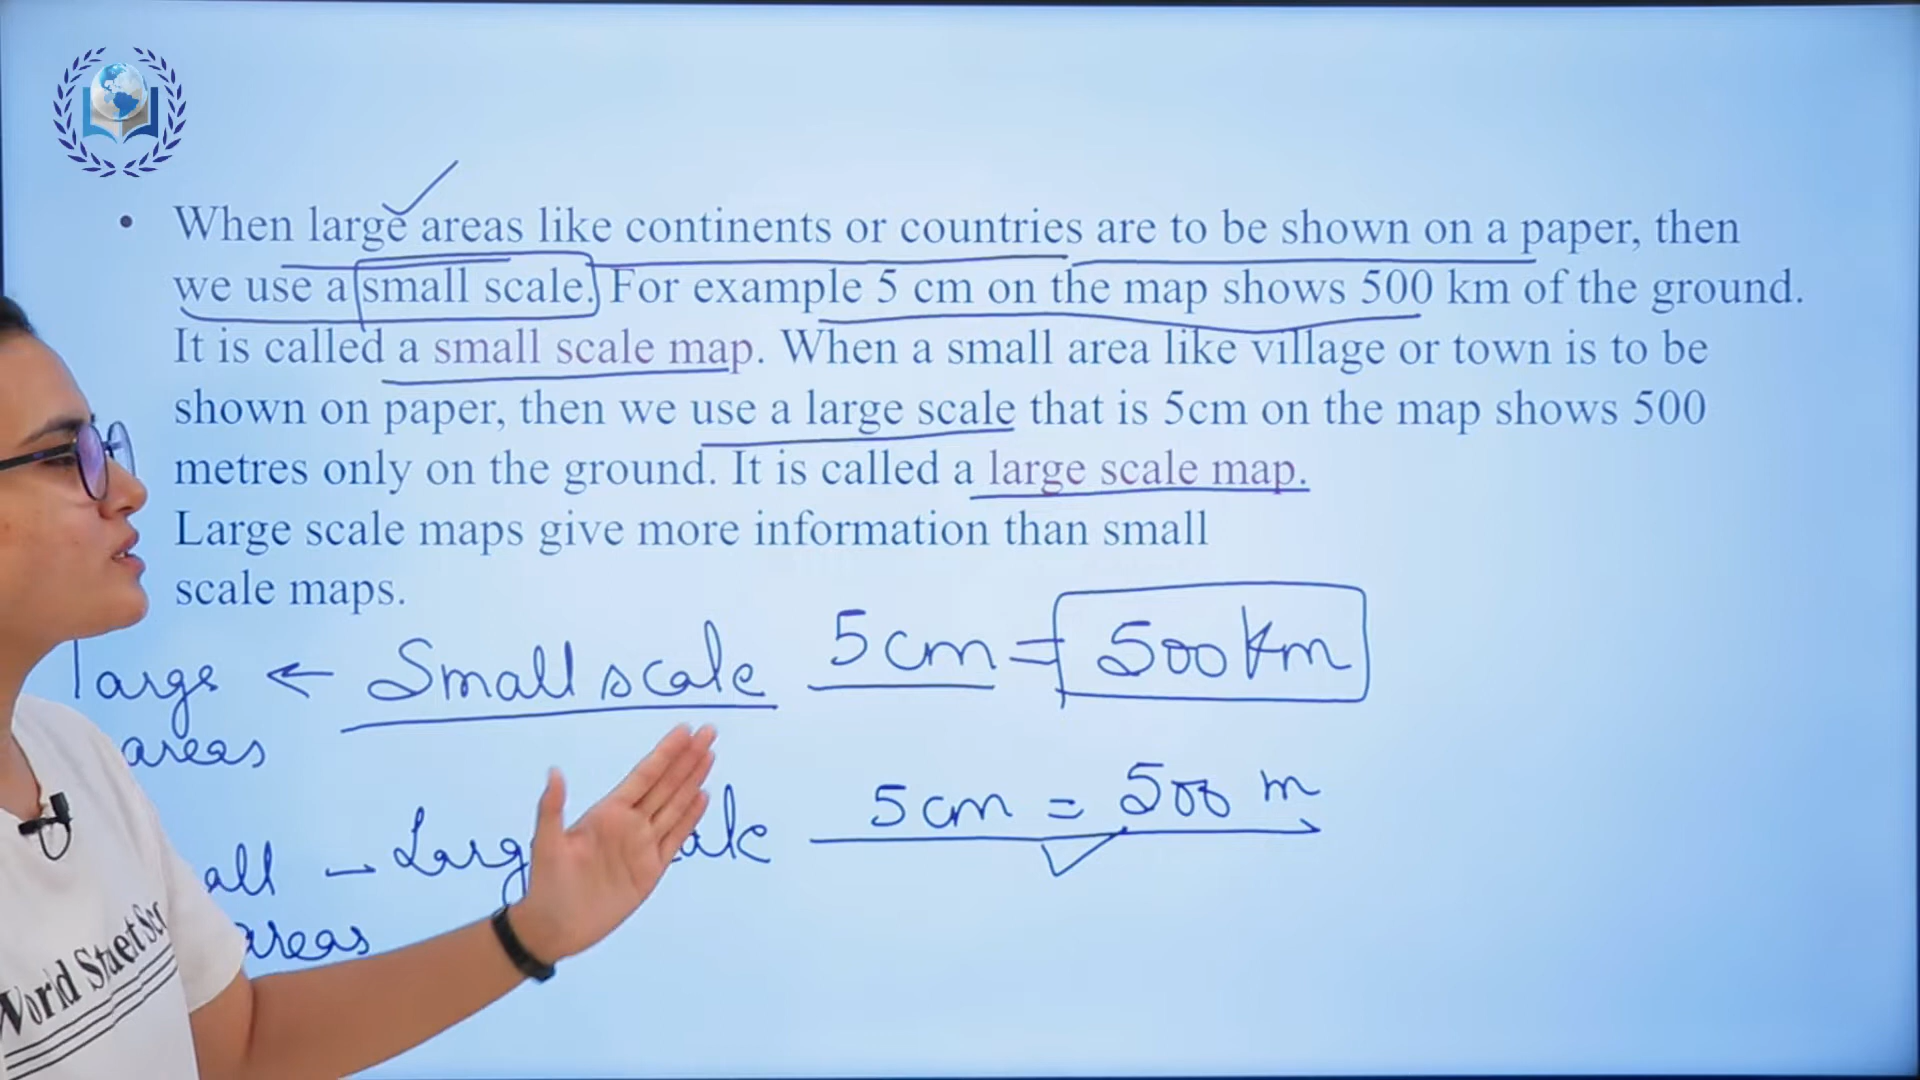 • When large areas like continents or countries are to be shown on a paper, then
we use a small scale. For example 5 cm on the map shows 500 km of the ground.
It is called a small scale map. When a small area like village or town is to be
shown on paper, then we use a large scale that is 5cm on the map shows 500
metres only on the ground. It is called a large scale map.
Large scale maps give more information than small
scale maps.
large ← Small scale 5cm = 500 km
areas
5cm = 500 m
areas
World